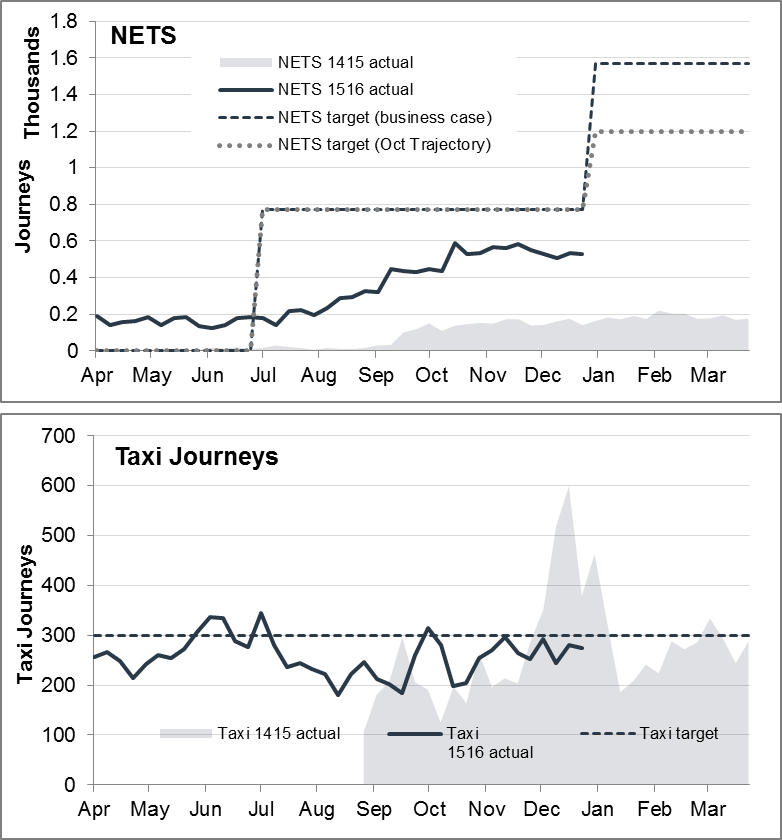 NETS
Journeys Thousands
1.8
1.6
1.4
1.2
1
0.8
0.6
0.4
0.2
0
NETS 1415 actual
NETS 1516 actual
NETS target (business case)
NETS target (Oct Trajectory)
Apr May Jun Jul Aug Sep Oct Nov Dec Jan Feb Mar
Taxi Journeys
Taxi Journeys
700
600
500
400
300
200
100
0
Taxi 1415 actual
Taxi
1516 actual
Taxi target
Apr May Jun Jul Aug Sep Oct Nov Dec Jan Feb Mar